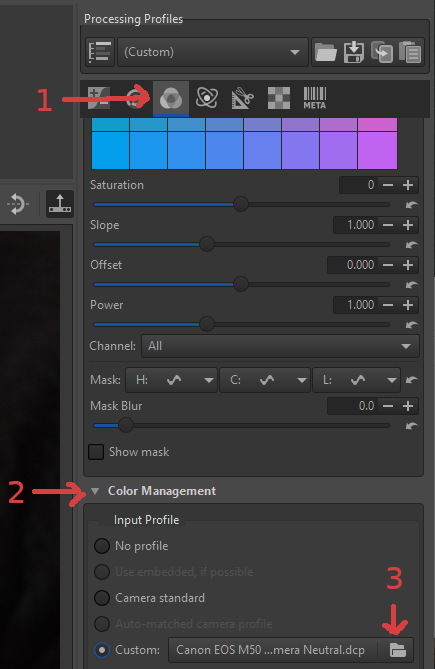 Processing Profiles
(Custom)
1
META
Saturation
0
Slope
1.000
Offset
0.000
Power
1.000
Channel: All
Mask: H: C: L:
Mask Blur
0.0
Show mask
2
Color Management
Input Profile
No profile
Use embedded, if possible
3
Camera standard
Auto-matched camera profile
Custom: Canon EOS M50 ...mera Neutral.dcp